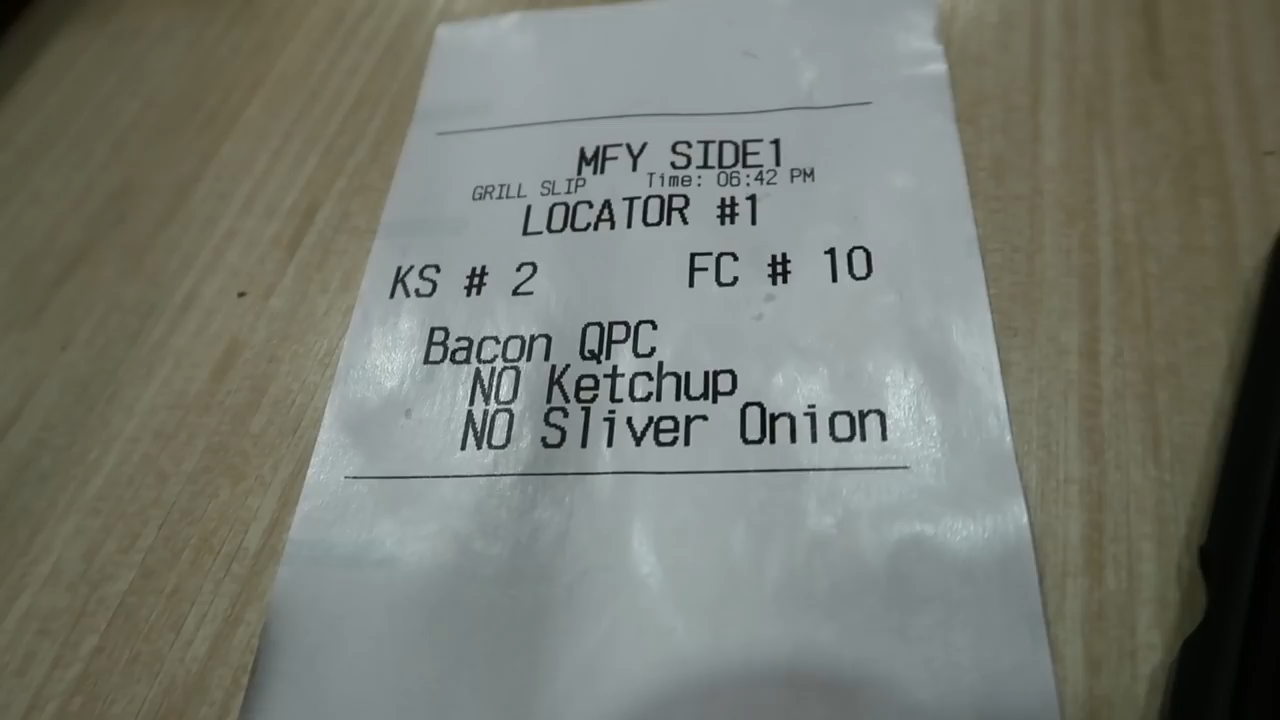 MFY SIDE1
GRILL SLIP Time: 06:42 PM
LOCATOR #1
KS # 2 FC # 10
Bacon QPC
NO Ketchup
NO Sliver Onion